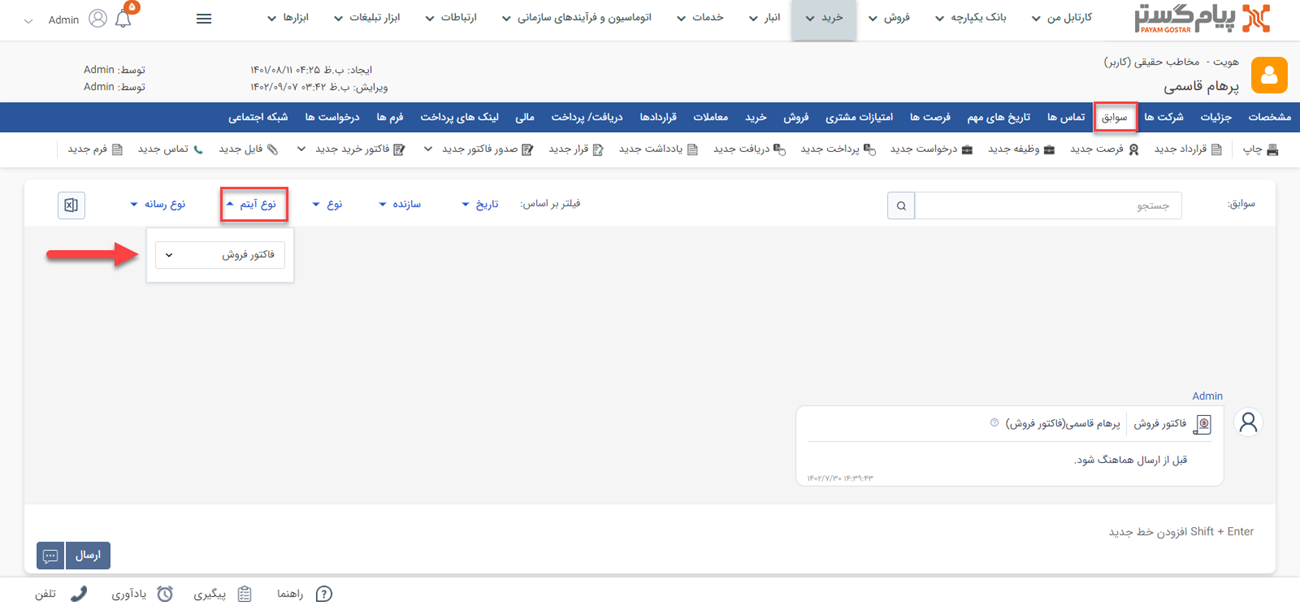 پیام‌گستر PAYAM GOSTAR کارتابل من بانک یکپارچه فروش خرید انبار خدمات ارتباطات اتوماسیون و فرآیندهای سازمانی ابزار تبلیغات ابزارها ۵ Admin
هویت - مخاطب حقیقی (کاربر) ایجاد: ب.ظ ۰۴:۲۵ ۱۴۰۱/۰۸/۱۱ توسط: Admin
پرهام قاسمی ویرایش: ب.ظ ۰۳:۴۲ ۱۴۰۲/۰۹/۰۷ توسط: Admin
مشخصات جزئیات شرکت ها سوابق تماس ها تاریخ های مهم فرصت ها امتیازات مشتری فروش خرید معاملات قراردادها دریافت/ پرداخت مالی لینک های پرداخت فرم ها درخواست ها شبکه اجتماعی
چاپ قرارداد جدید فرصت جدید وظیفه جدید درخواست جدید پرداخت جدید دریافت جدید یادداشت جدید قرار جدید صدور فاکتور جدید فاکتور خرید جدید فایل جدید تماس جدید فرم جدید
سوابق: جستجو فیلتر بر اساس: تاریخ سازنده نوع نوع آیتم نوع رسانه
فاکتور فروش
Admin
فاکتور فروش پرهام قاسمی(فاکتور فروش)
قبل از ارسال هماهنگ شود.
۱۴۰۲/۷/۳۰ ۱۴:۳۹:۴۳
Shift + Enter افزودن خط جدید
ارسال
راهنما پیگیری یادآوری تلفن